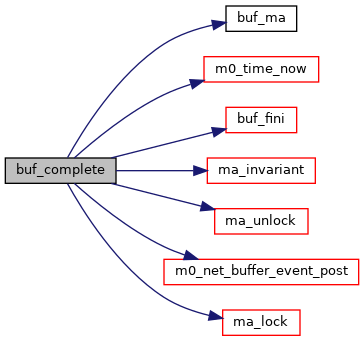 buf_ma
m0_time_now
buf_fini
buf_complete
ma_invariant
ma_unlock
m0_net_buffer_event_post
ma_lock